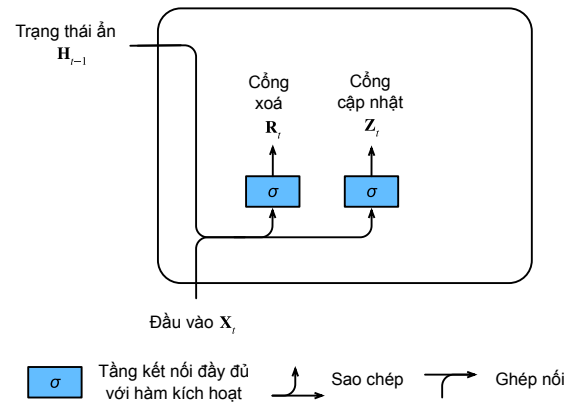 Trạng thái ẩn
H_{t−1}
Cổng
xoá
R_t
Cổng
cập nhật
Z_t
σ
σ
Đầu vào X_t
σ
Tầng kết nối đầy đủ
với hàm kích hoạt
Sao chép
Ghép nối